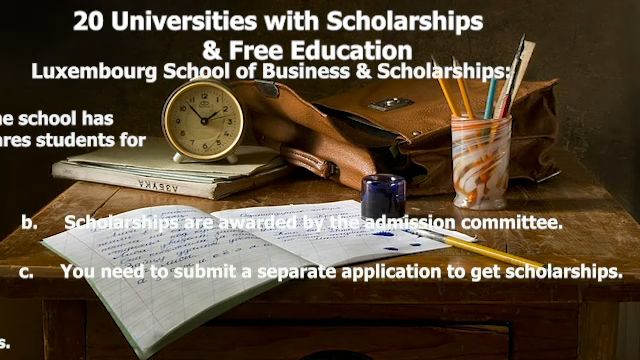 20 Universities with Scholarships
& Free Education
Luxembourg School of Business & Scholarships:
he school has
ares students for
АЗБУКА
b. Scholarships are awarded by the admission committee.
c. You need to submit a separate application to get scholarships.
s.